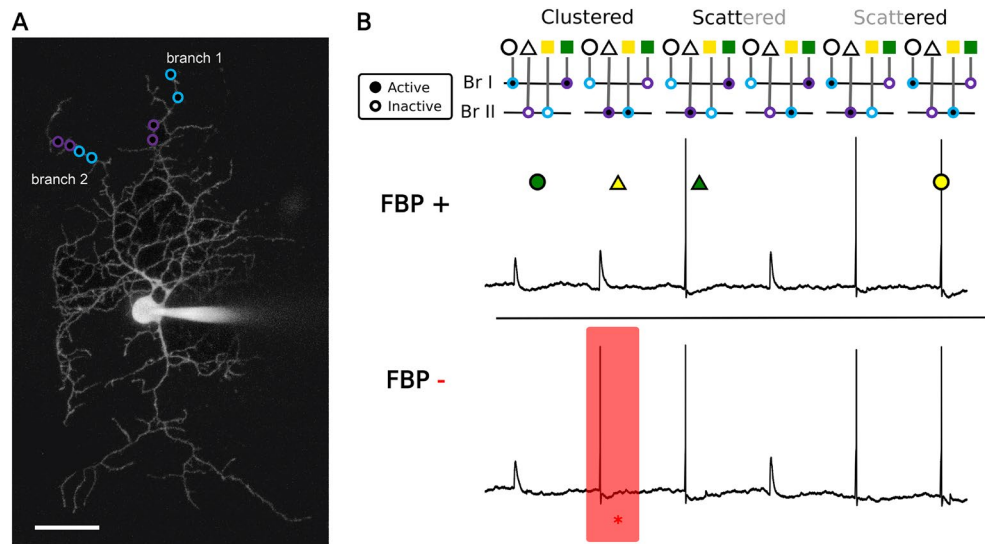 A
branch 1
branch 2
B
Clustered
Scattered
Scattered
Active
Inactive
Br I
Br II
FBP +
FBP -
*